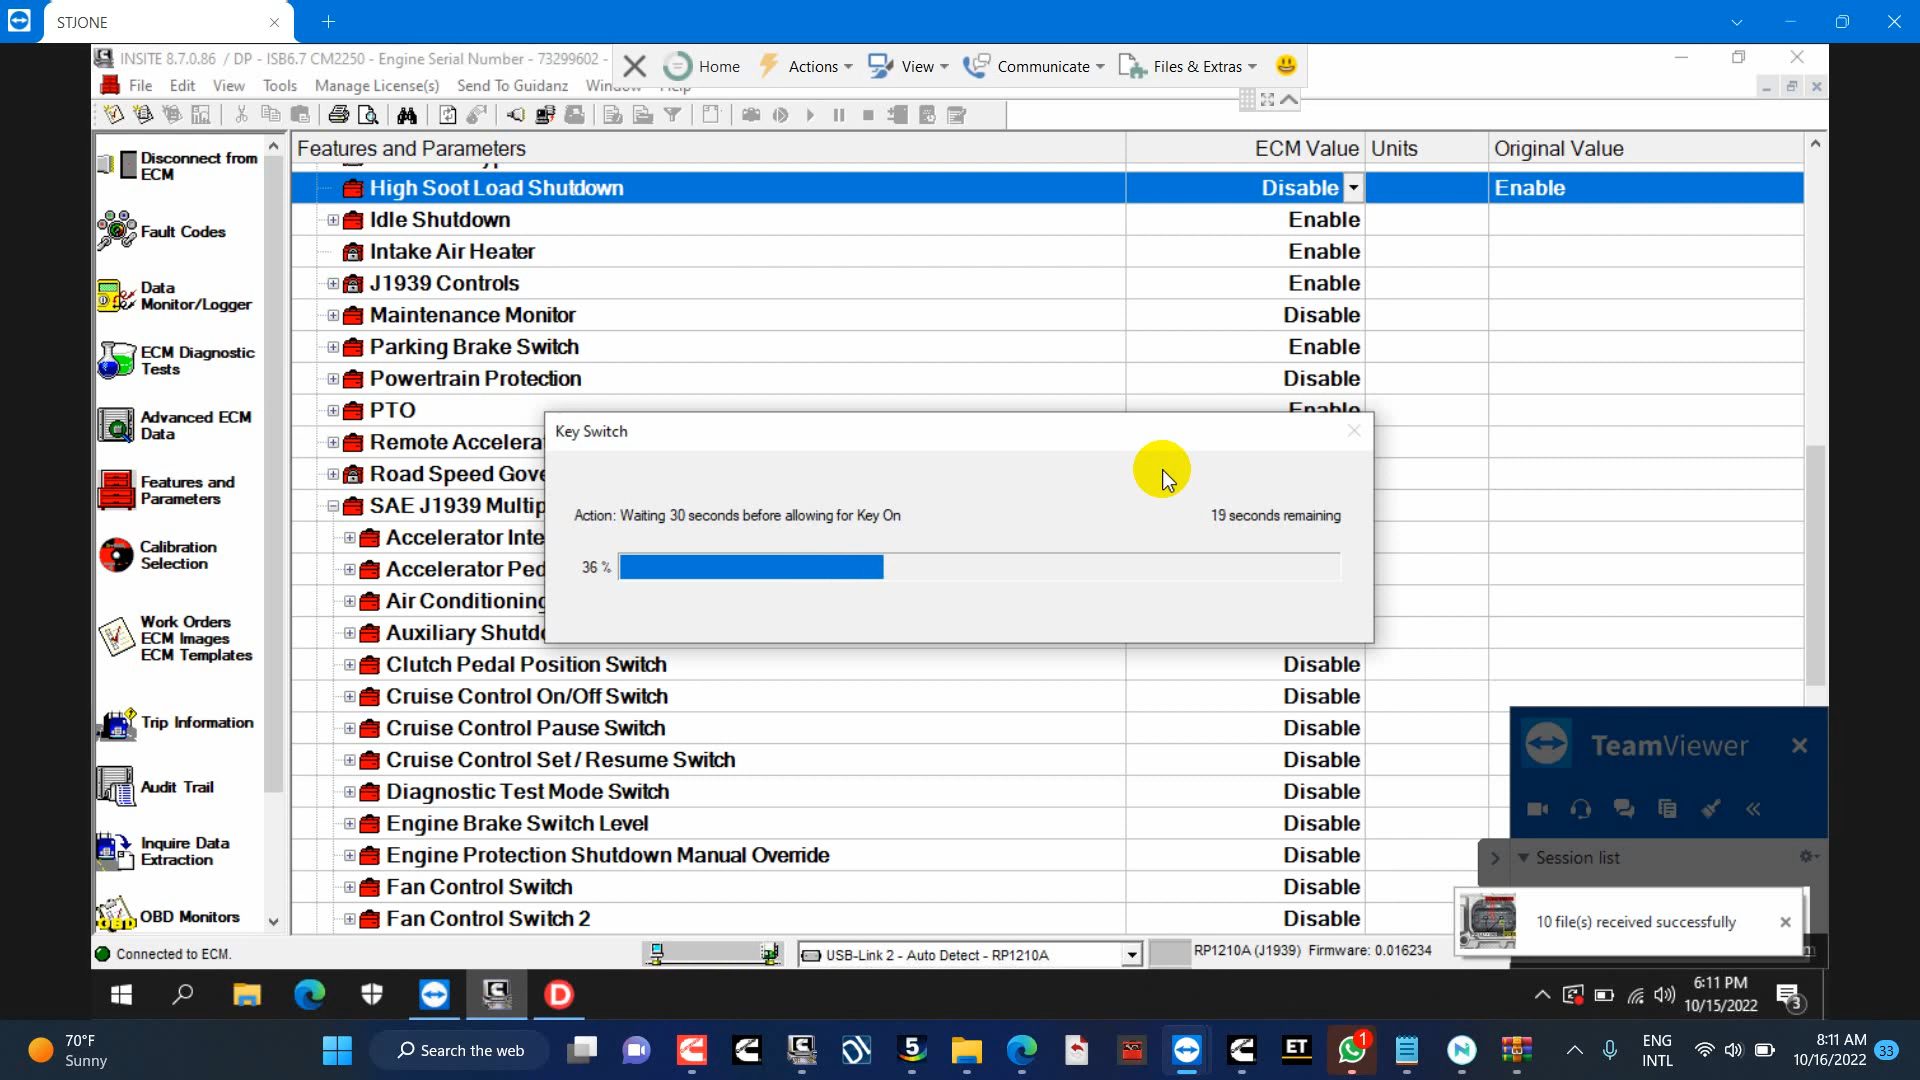 STJONE
INSITE 8.7.0.86 / DP - ISB6.7 CM2250 - Engine Serial Number - 73299602 -
Home
Actions
View
Communicate
Files & Extras
File Edit View Tools Manage License(s) Send To Guidanz
Features and Parameters ECM Value Units Original Value
High Soot Load Shutdown Disable Enable
Idle Shutdown Enable
Intake Air Heater Enable
J1939 Controls Enable
Maintenance Monitor Disable
Parking Brake Switch Enable
Powertrain Protection Disable
PTO Enable
Remote Accelera
Road Speed Gove
SAE J1939 Multip
Accelerator Inte
Accelerator Ped
Air Conditioning
Auxiliary Shutdo
Clutch Pedal Position Switch Disable
Cruise Control On/Off Switch Disable
Cruise Control Pause Switch Disable
Cruise Control Set / Resume Switch Disable
Diagnostic Test Mode Switch Disable
Engine Brake Switch Level Disable
Engine Protection Shutdown Manual Override Disable
Fan Control Switch Disable
Fan Control Switch 2 Disable
Disconnect from
ECM
Fault Codes
Data
Monitor/Logger
ECM Diagnostic
Tests
Advanced ECM
Data
Features and
Parameters
Calibration
Selection
Work Orders
ECM Images
ECM Templates
Trip Information
Audit Trail
Inquire Data
Extraction
OBD Monitors
Key Switch
Action: Waiting 30 seconds before allowing for Key On 19 seconds remaining
36 %
TeamViewer
Session list
10 file(s) received successfully
Connected to ECM.
USB-Link 2 - Auto Detect - RP1210A
RP1210A (J1939) Firmware: 0.016234
6:11 PM
10/15/2022
3
70°F
Sunny
Search the web
5
ET
1
ENG
INTL
8:11 AM
10/16/2022
33